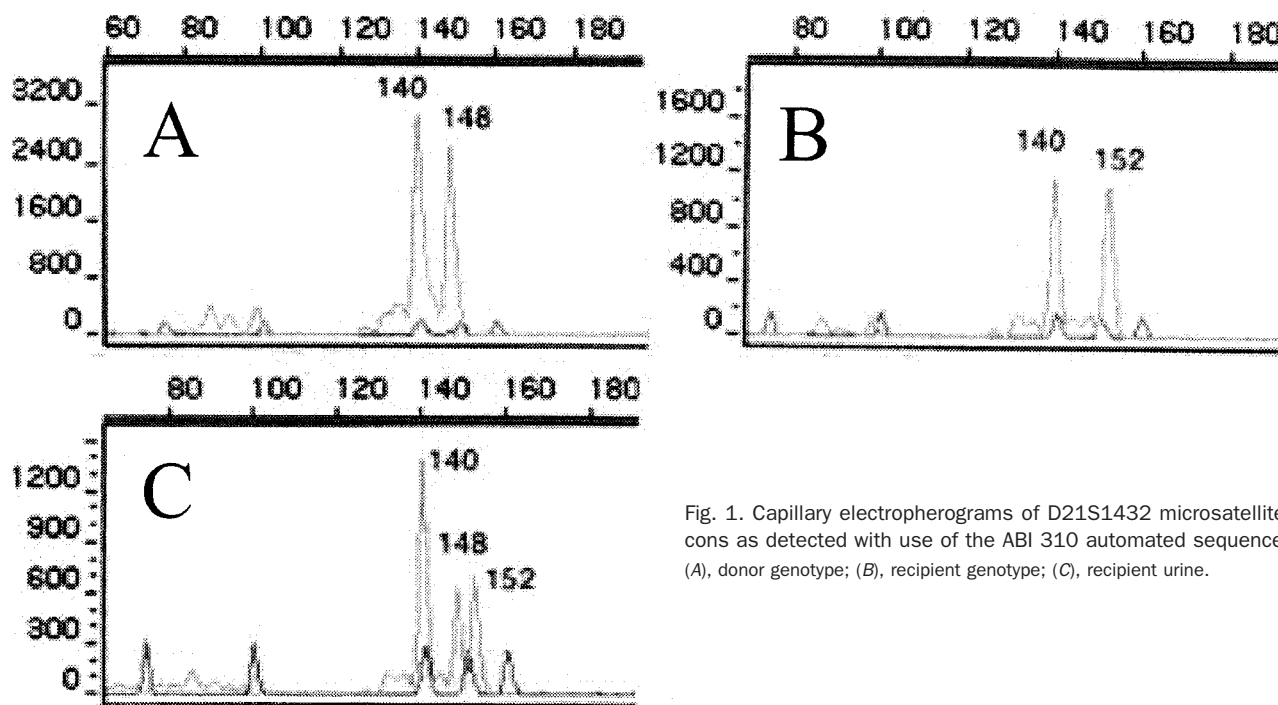 60 80 100 120 140 160 180
3200
2400
1600
800
0
A
140
148
80 100 120 140 160 180
1600
1200
800
400
0
B
140
152
80 100 120 140 160 180
1200
900
600
300
0
C
140
148
152
Fig. 1. Capillary electropherograms of D21S1432 microsatellite
cons as detected with use of the ABI 310 automated sequence
(A), donor genotype; (B), recipient genotype; (C), recipient urine.